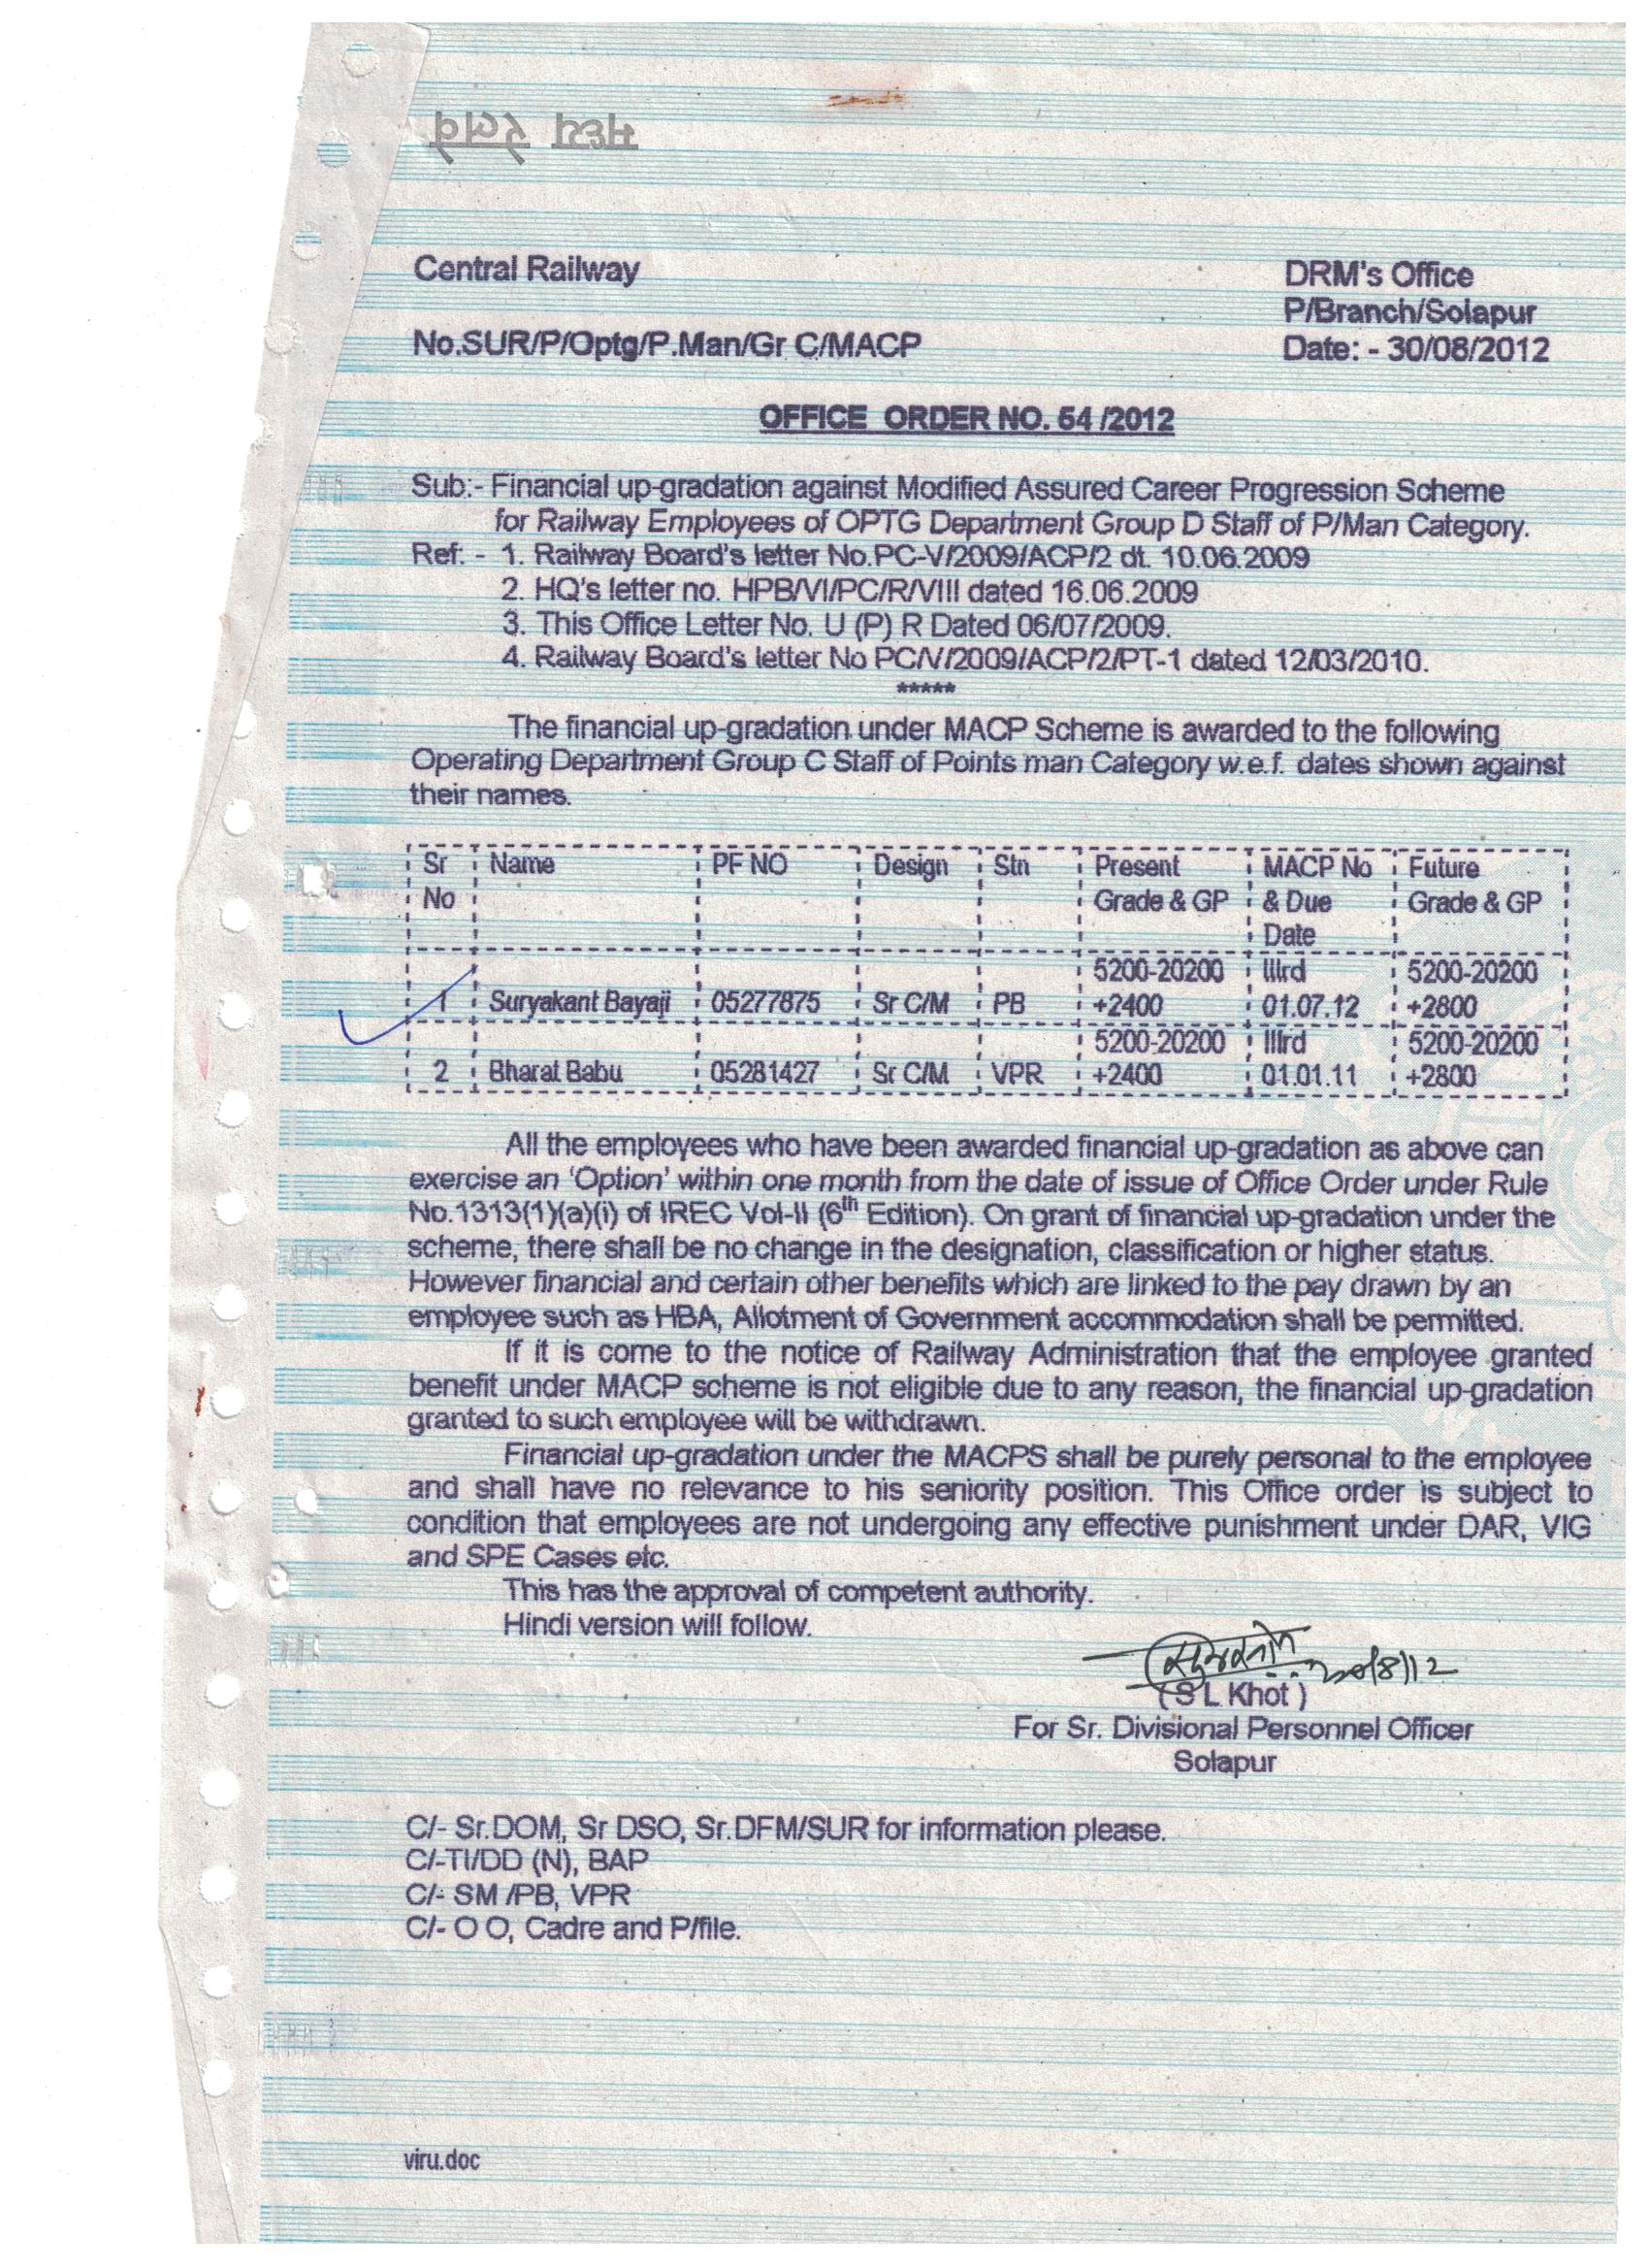 मध्य रेलवे
Central Railway
DRM's Office
P/Branch/Solapur
No.SUR/P/Optg/P.Man/Gr C/MACP
Date: - 30/08/2012
OFFICE ORDER NO. 54 /2012
Sub:- Financial up-gradation against Modified Assured Career Progression Scheme
for Railway Employees of OPTG Department Group D Staff of P/Man Category.
Ref: - 1. Railway Board's letter No.PC-V/2009/ACP/2 dt. 10.06.2009
2. HQ's letter no. HPB/VI/PC/R/VIII dated 16.06.2009
3. This Office Letter No. U (P) R Dated 06/07/2009.
4. Railway Board's letter No PC/V/2009/ACP/2/PT-1 dated 12/03/2010.
*****
The financial up-gradation under MACP Scheme is awarded to the following
Operating Department Group C Staff of Points man Category w.e.f. dates shown against
their names.
Sr Name PF NO Design Stn Present MACP No Future
No Grade & GP & Due Grade & GP
Date
5200-20200 IIIrd 5200-20200
1 Suryakant Bayaji 05277875 Sr C/M PB +2400 01.07.12 +2800
5200-20200 IIIrd 5200-20200
2 Bharat Babu 05281427 Sr C/M VPR +2400 01.01.11 +2800
All the employees who have been awarded financial up-gradation as above can
exercise an 'Option' within one month from the date of issue of Office Order under Rule
No.1313(1)(a)(i) of IREC Vol-II (6th Edition). On grant of financial up-gradation under the
scheme, there shall be no change in the designation, classification or higher status.
However financial and certain other benefits which are linked to the pay drawn by an
employee such as HBA, Allotment of Government accommodation shall be permitted.
If it is come to the notice of Railway Administration that the employee granted
benefit under MACP scheme is not eligible due to any reason, the financial up-gradation
granted to such employee will be withdrawn.
Financial up-gradation under the MACPS shall be purely personal to the employee
and shall have no relevance to his seniority position. This Office order is subject to
condition that employees are not undergoing any effective punishment under DAR, VIG
and SPE Cases etc.
This has the approval of competent authority.
Hindi version will follow.
30/8/12
( S L Khot )
For Sr. Divisional Personnel Officer
Solapur
C/- Sr.DOM, Sr DSO, Sr.DFM/SUR for information please.
C/-TI/DD (N), BAP
C/- SM /PB, VPR
C/- O O, Cadre and P/file.
viru.doc